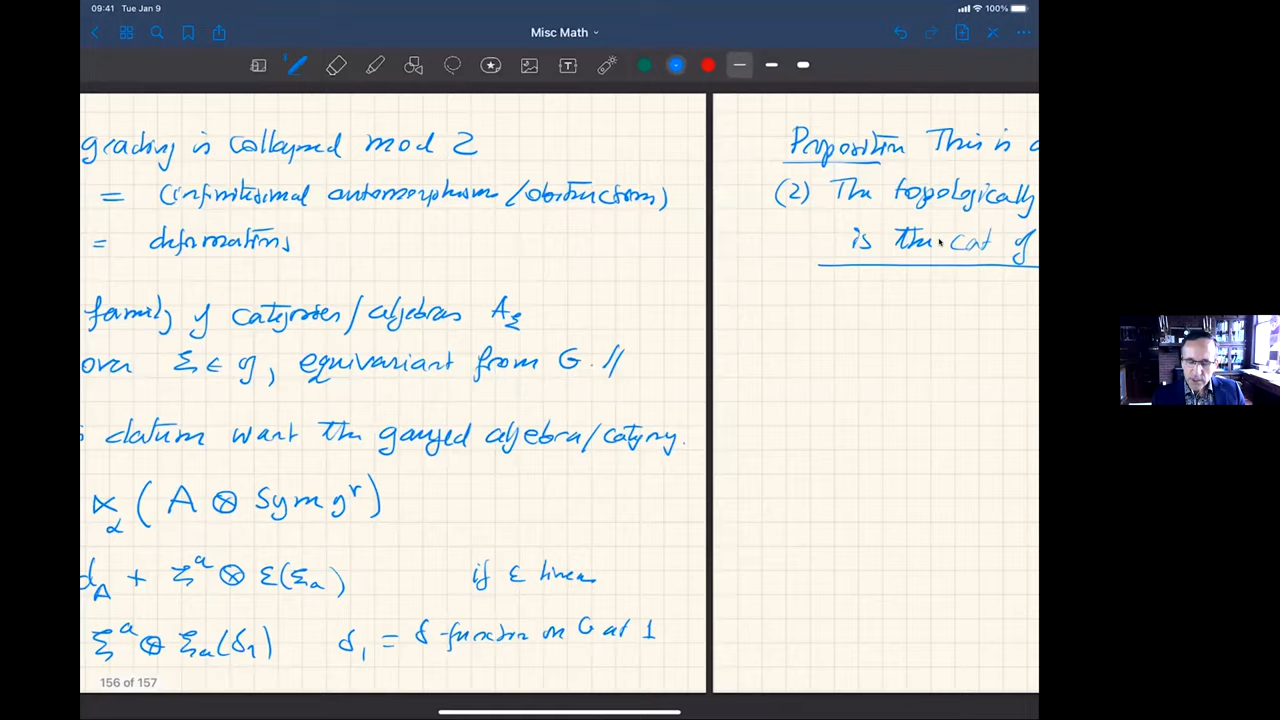 09:41 Tue Jan 9
100%
Misc Math
grading is collapsed mod 2
= (infinitesimal automorphisms/obstructions)
= deformations
family of categories/algebras A_ξ
over ξ ∈ g, equivariant from G.//
datum want the gauged algebra/category.
⋉_α (A ⊗ Sym g^v)
d_A + ξ^a ⊗ ε(ξ_a) if ε linear
ξ^a ⊗ ξ_a(δ_1) δ_1 = δ-function on G at 1
156 of 157
Proposition This is
(2) The topologically
is the cat of